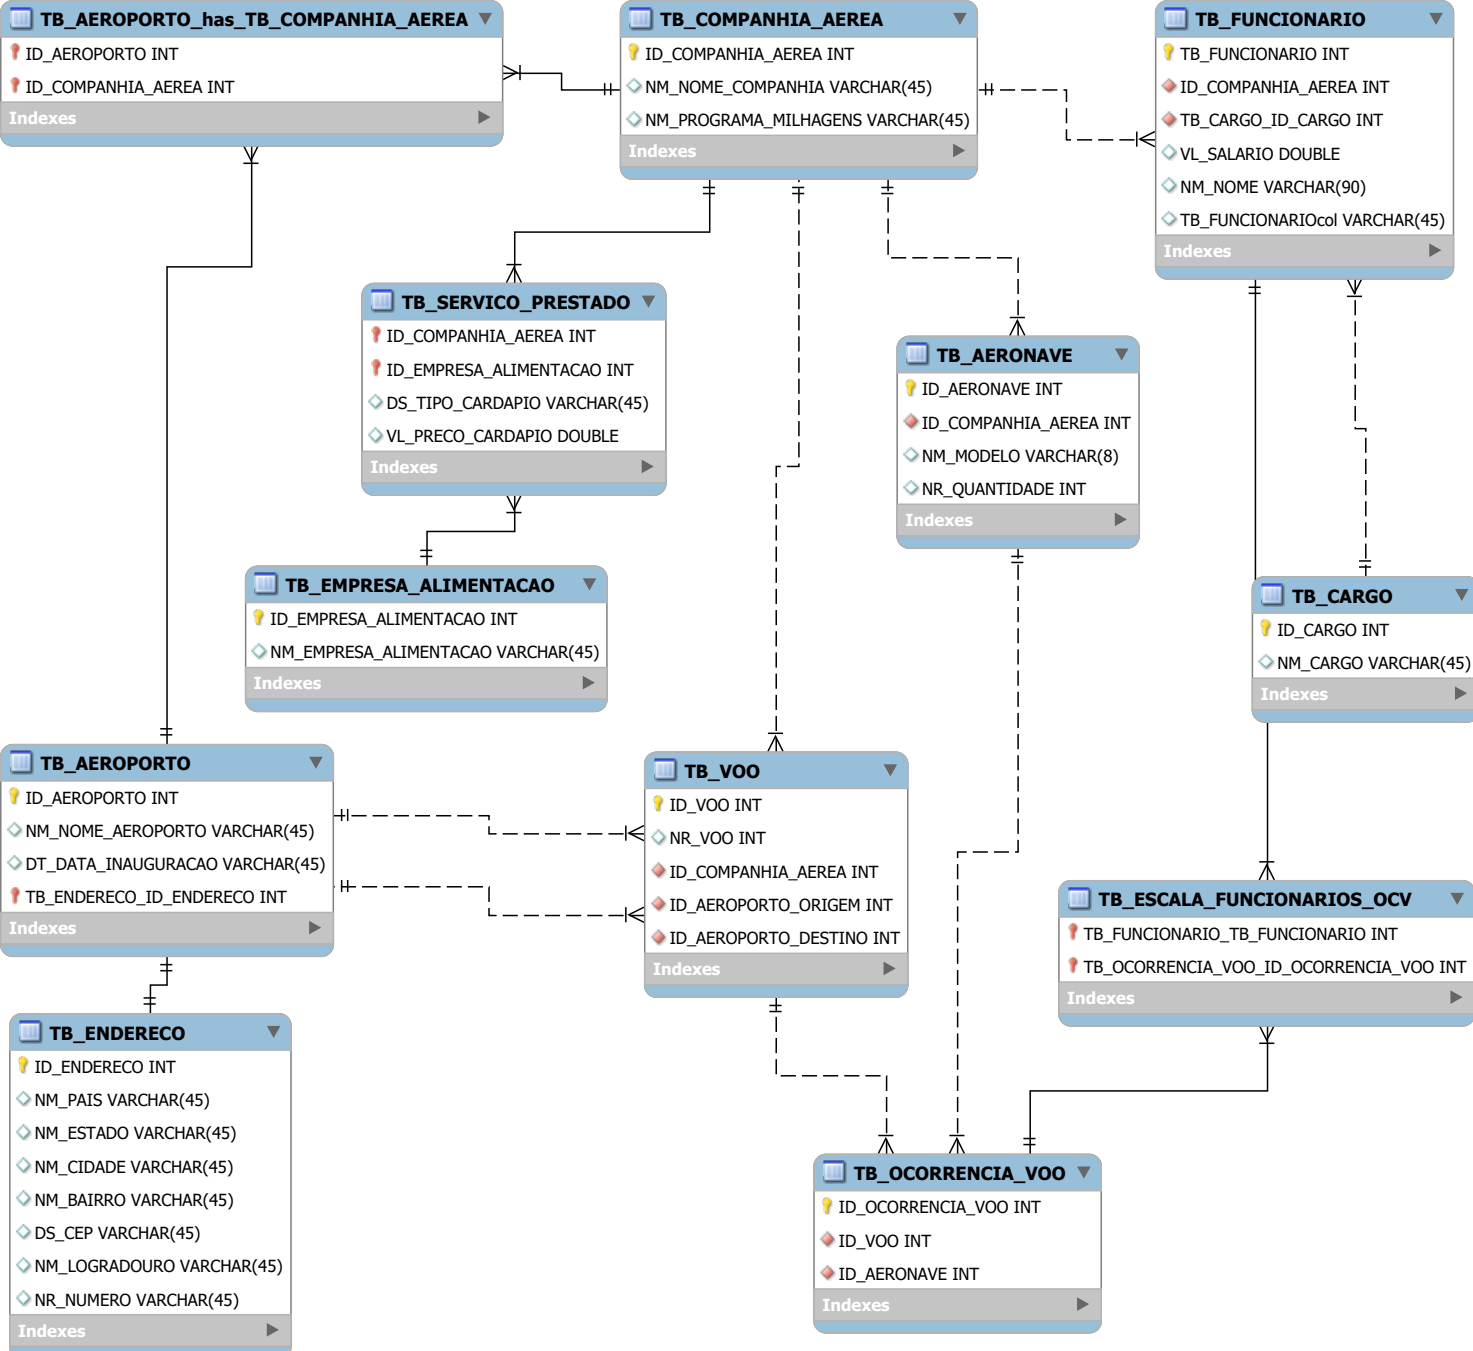 TB_AEROPORTO_has_TB_COMPANHIA_AEREA
ID_AEROPORTO INT
ID_COMPANHIA_AEREA INT
Indexes
TB_COMPANHIA_AEREA
ID_COMPANHIA_AEREA INT
NM_NOME_COMPANHIA VARCHAR(45)
NM_PROGRAMA_MILHAGENS VARCHAR(45)
Indexes
TB_FUNCIONARIO
TB_FUNCIONARIO INT
ID_COMPANHIA_AEREA INT
TB_CARGO_ID_CARGO INT
VL_SALARIO DOUBLE
NM_NOME VARCHAR(90)
TB_FUNCIONARIOcol VARCHAR(45)
Indexes
TB_SERVICO_PRESTADO
ID_COMPANHIA_AEREA INT
ID_EMPRESA_ALIMENTACAO INT
DS_TIPO_CARDAPIO VARCHAR(45)
VL_PRECO_CARDAPIO DOUBLE
Indexes
TB_AERONAVE
ID_AERONAVE INT
ID_COMPANHIA_AEREA INT
NM_MODELO VARCHAR(8)
NR_QUANTIDADE INT
Indexes
TB_EMPRESA_ALIMENTACAO
ID_EMPRESA_ALIMENTACAO INT
NM_EMPRESA_ALIMENTACAO VARCHAR(45)
Indexes
TB_CARGO
ID_CARGO INT
NM_CARGO VARCHAR(45)
Indexes
TB_AEROPORTO
ID_AEROPORTO INT
NM_NOME_AEROPORTO VARCHAR(45)
DT_DATA_INAUGURACAO VARCHAR(45)
TB_ENDERECO_ID_ENDERECO INT
Indexes
TB_VOO
ID_VOO INT
NR_VOO INT
ID_COMPANHIA_AEREA INT
ID_AEROPORTO_ORIGEM INT
ID_AEROPORTO_DESTINO INT
Indexes
TB_ESCALA_FUNCIONARIOS_OCV
TB_FUNCIONARIO_TB_FUNCIONARIO INT
TB_OCORRENCIA_VOO_ID_OCORRENCIA_VOO INT
Indexes
TB_ENDERECO
ID_ENDERECO INT
NM_PAIS VARCHAR(45)
NM_ESTADO VARCHAR(45)
NM_CIDADE VARCHAR(45)
NM_BAIRRO VARCHAR(45)
DS_CEP VARCHAR(45)
NM_LOGRADOURO VARCHAR(45)
NR_NUMERO VARCHAR(45)
Indexes
TB_OCORRENCIA_VOO
ID_OCORRENCIA_VOO INT
ID_VOO INT
ID_AERONAVE INT
Indexes